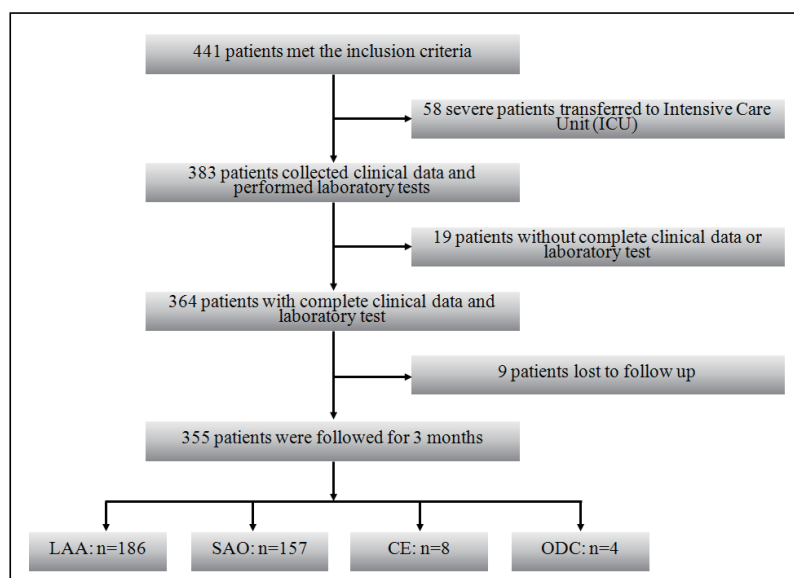 441 patients met the inclusion criteria
58 severe patients transferred to Intensive Care
Unit (ICU)
383 patients collected clinical data and
performed laboratory tests
19 patients without complete clinical data or
laboratory test
364 patients with complete clinical data and
laboratory test
9 patients lost to follow up
355 patients were followed for 3 months
LAA: n=186
SAO: n=157
CE: n=8
ODC: n=4